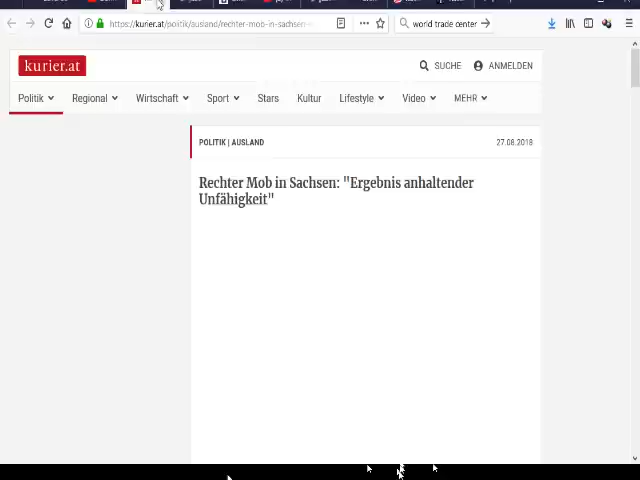 https://kurier.at/politik/ausland/rechter-mob-in-sachsen-
world trade center
kurier.at
SUCHE
ANMELDEN
Politik Regional Wirtschaft Sport Stars Kultur Lifestyle Video MEHR
POLITIK | AUSLAND
27.08.2018
Rechter Mob in Sachsen: "Ergebnis anhaltender
Unfähigkeit"